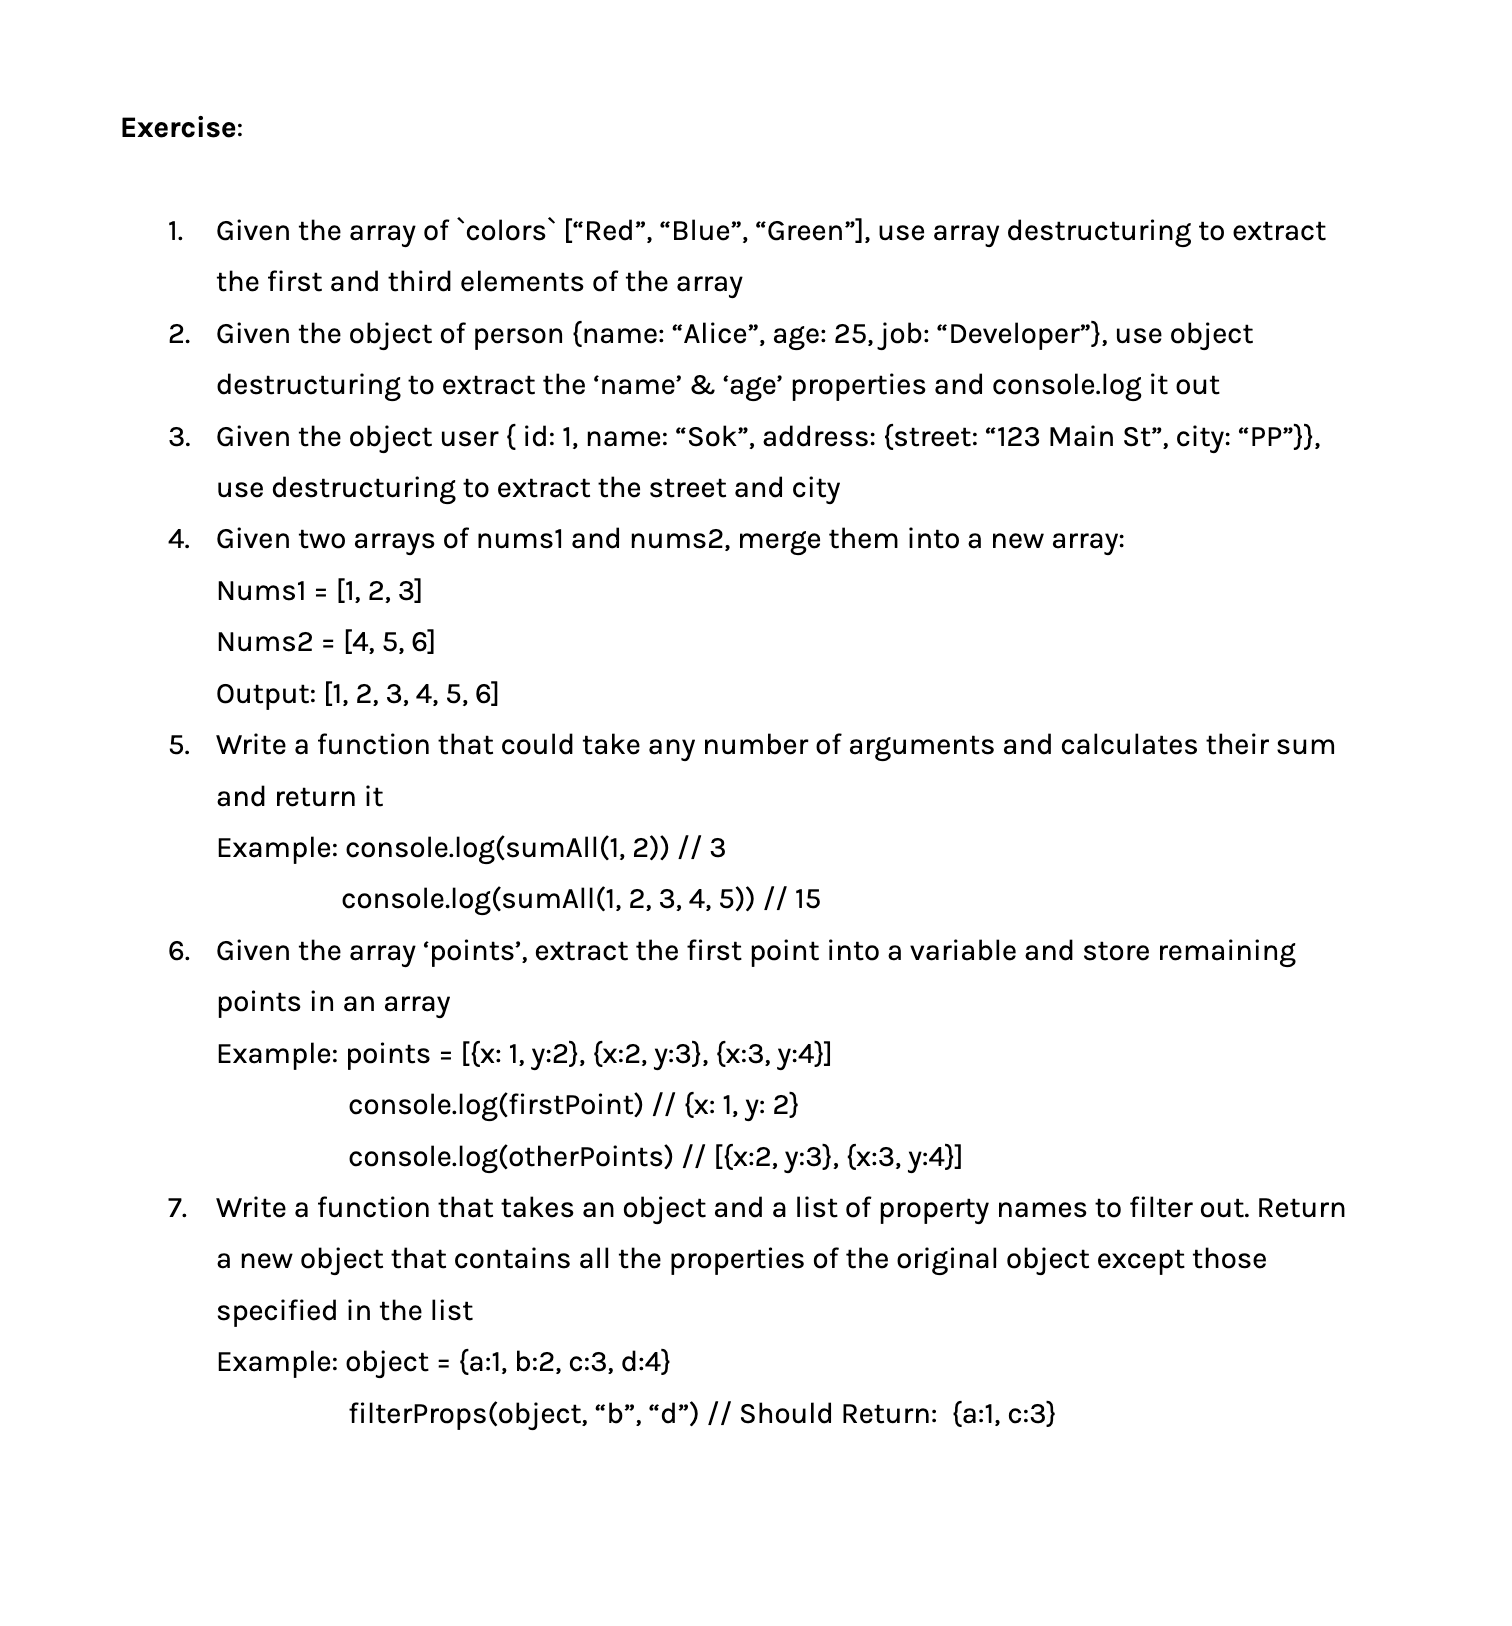 Exercise:
1. Given the array of `colors` [“Red”, “Blue”, “Green”], use array destructuring to extract
the first and third elements of the array
2. Given the object of person {name: “Alice”, age: 25, job: “Developer”}, use object
destructuring to extract the ‘name’ & ‘age’ properties and console.log it out
3. Given the object user { id: 1, name: “Sok”, address: {street: “123 Main St”, city: “PP”}},
use destructuring to extract the street and city
4. Given two arrays of nums1 and nums2, merge them into a new array:
Nums1 = [1, 2, 3]
Nums2 = [4, 5, 6]
Output: [1, 2, 3, 4, 5, 6]
5. Write a function that could take any number of arguments and calculates their sum
and return it
Example: console.log(sumAll(1, 2)) // 3
console.log(sumAll(1, 2, 3, 4, 5)) // 15
6. Given the array ‘points’, extract the first point into a variable and store remaining
points in an array
Example: points = [{x: 1, y:2}, {x:2, y:3}, {x:3, y:4}]
console.log(firstPoint) // {x: 1, y: 2}
console.log(otherPoints) // [{x:2, y:3}, {x:3, y:4}]
7. Write a function that takes an object and a list of property names to filter out. Return
a new object that contains all the properties of the original object except those
specified in the list
Example: object = {a:1, b:2, c:3, d:4}
filterProps(object, “b”, “d”) // Should Return:  {a:1, c:3}